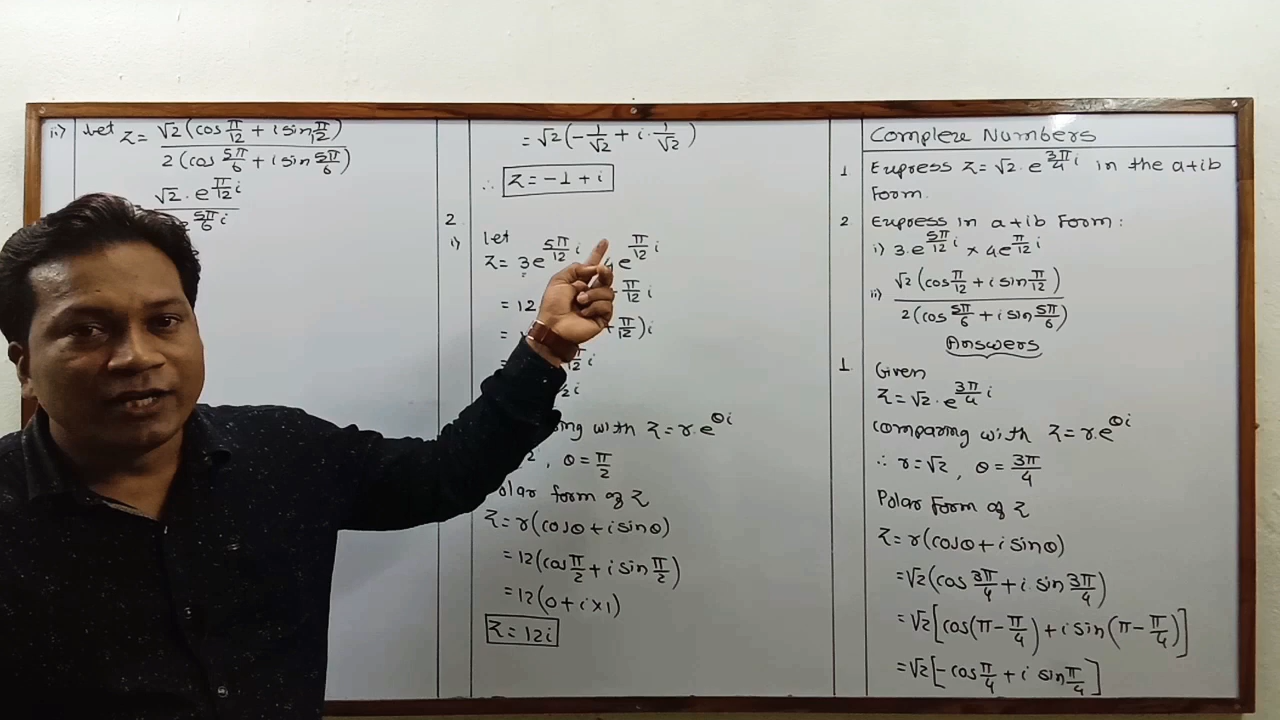 Complex Numbers
1 Express z = √2 · e^(3π/4 i) in the a+ib
Form.
2 Express in a+ib Form:
i) 3·e^(5π/12 i) × 4e^(π/12 i)
ii) √2(cos π/12 + i sin π/12) / 2(cos 5π/6 + i sin 5π/6)
Answers
1 Given
z = √2 · e^(3π/4 i)
comparing with z = r·e^(θi)
∴ r = √2, θ = 3π/4
Polar Form of z
z = r(cosθ + i sinθ)
= √2(cos 3π/4 + i sin 3π/4)
= √2[cos(π − π/4) + i sin(π − π/4)]
= √2[−cos π/4 + i sin π/4]
= √2(−1/√2 + i · 1/√2)
∴ z = −1 + i
2
i) Let
z = 3e^(5π/12 i) 4e^(π/12 i)
= 12 π/12 i
= + π/12)i
i
i
with z = r·e^(θi)
, θ = π/2
Polar form of z
z = r(cosθ + i sinθ)
= 12(cos π/2 + i sin π/2)
= 12(0 + i×1)
z = 12i
ii) Let z = √2(cos π/12 + i sin π/12) / 2(cos 5π/6 + i sin 5π/6)
√2 · e^(π/12 i) / e^(5π/6 i)